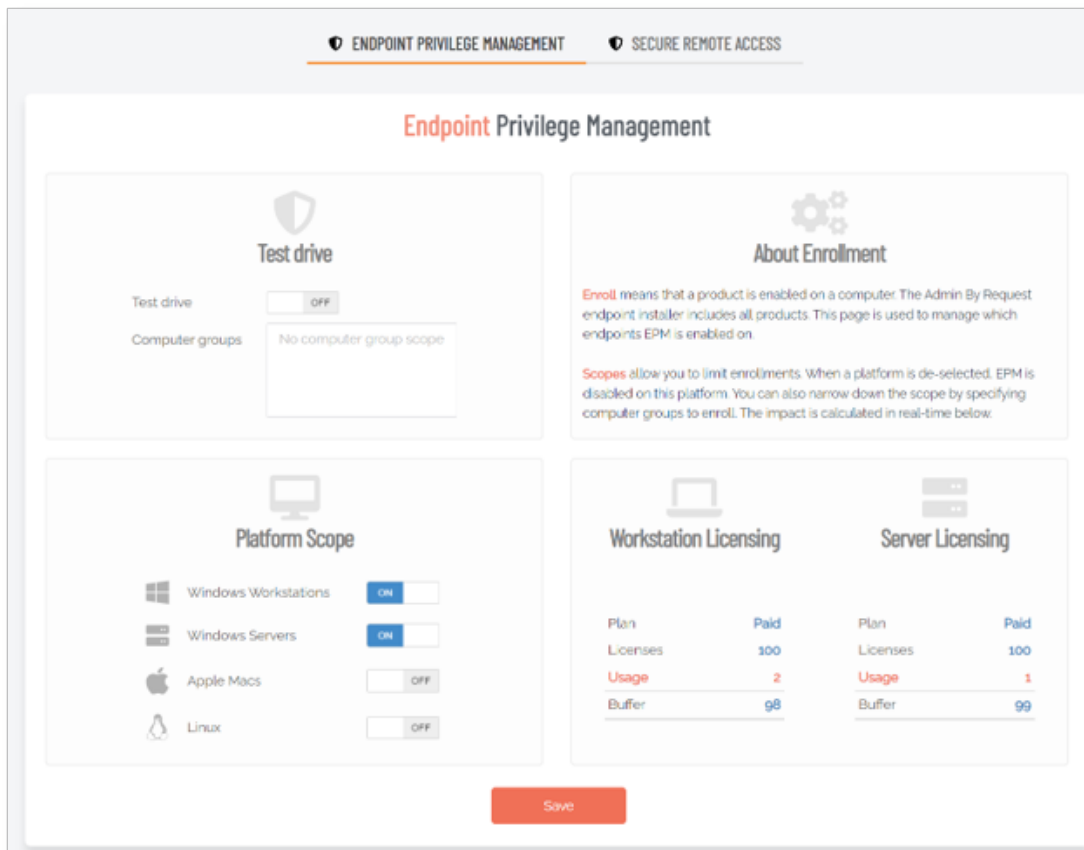 ENDPOINT PRIVILEGE MANAGEMENT
SECURE REMOTE ACCESS
Endpoint Privilege Management
Test drive
Test drive OFF
Computer groups No computer group scope
About Enrollment
Enroll means that a product is enabled on a computer. The Admin By Request
endpoint installer includes all products. This page is used to manage which
endpoints EPM is enabled on.
Scopes allow you to limit enrollments. When a platform is de-selected, EPM is
disabled on this platform. You can also narrow down the scope by specifying
computer groups to enroll. The impact is calculated in real-time below.
Platform Scope
Windows Workstations ON
Windows Servers ON
Apple Macs OFF
Linux OFF
Workstation Licensing
Plan Paid
Licenses 100
Usage 2
Buffer 98
Server Licensing
Plan Paid
Licenses 100
Usage 1
Buffer 99
Save